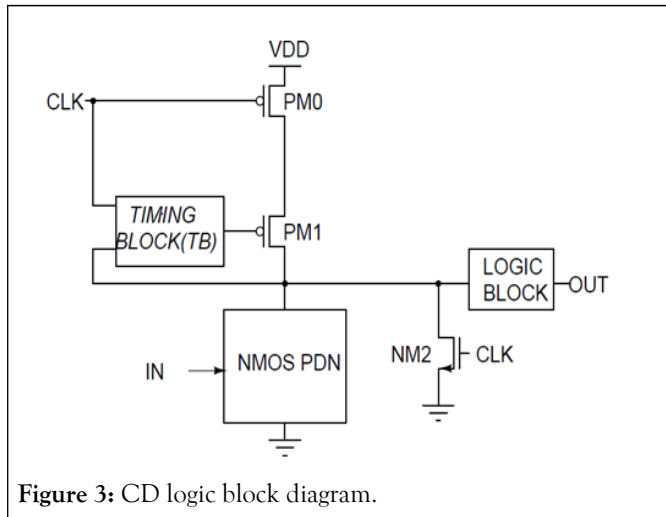 VDD
CLK
PM0
TIMING
BLOCK(TB)
PM1
LOGIC
BLOCK
OUT
NM2
CLK
IN
NMOS PDN
Figure 3: CD logic block diagram.